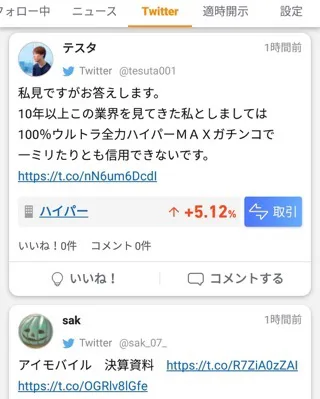 フォロー中 ニュース Twitter 適時開示 設定
テスタ 1時間前
Twitter @tesuta001
私見ですがお答えします。
10年以上この業界を見てきた私としましては
100%ウルトラ全力ハイパーMAXガチンコで
一ミリたりとも信用できないです。
https://t.co/nN6um6DcdI
ハイパー ↑ +5.12% 取引
いいね!0件 コメント0件
いいね! コメントする
sak 1時間前
Twitter @sak_07_
アイモバイル 決算資料 https://t.co/R7ZiA0zZAI
https://t.co/OGRlv8lGfe